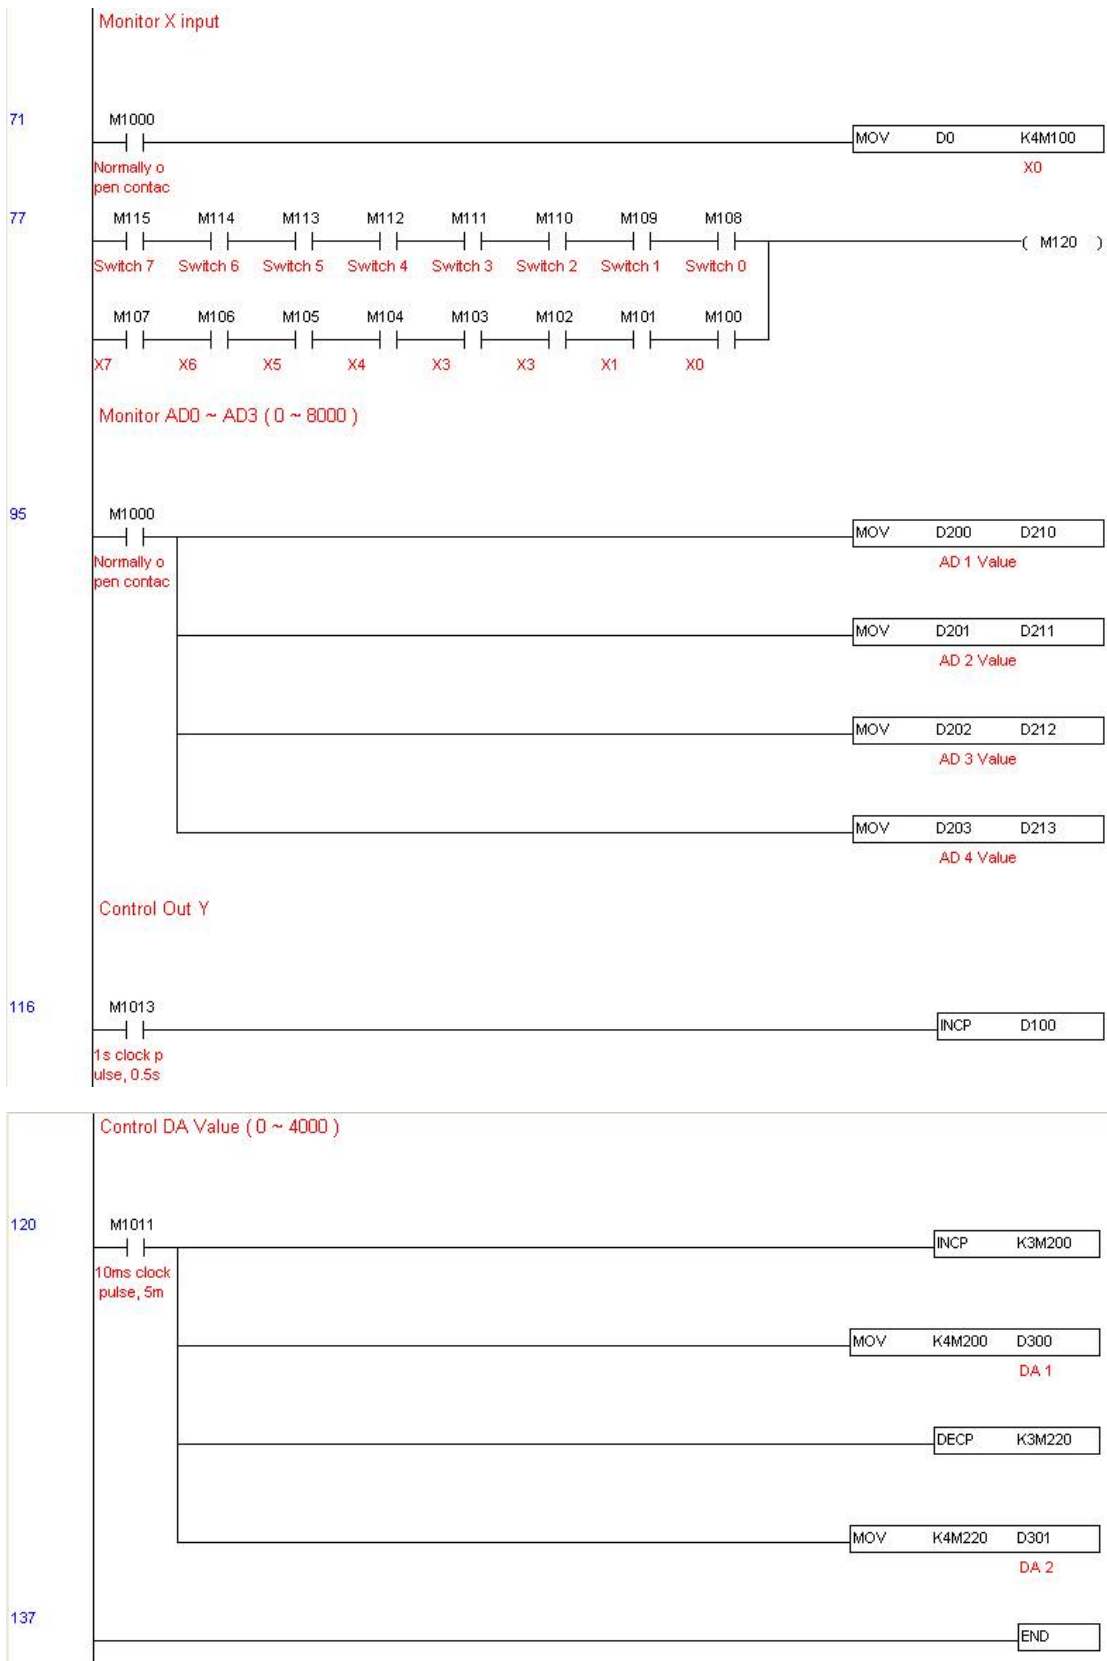 Monitor X input
71 M1000
MOV D0 K4M100
Normally o
pen contac
X0
77 M115 M114 M113 M112 M111 M110 M109 M108
( M120 )
Switch 7 Switch 6 Switch 5 Switch 4 Switch 3 Switch 2 Switch 1 Switch 0
M107 M106 M105 M104 M103 M102 M101 M100
X7 X6 X5 X4 X3 X3 X1 X0
Monitor AD0 ~ AD3 ( 0 ~ 8000 )
95 M1000
MOV D200 D210
Normally o
pen contac
AD 1 Value
MOV D201 D211
AD 2 Value
MOV D202 D212
AD 3 Value
MOV D203 D213
AD 4 Value
Control Out Y
116 M1013
INCP D100
1s clock p
ulse, 0.5s
Control DA Value ( 0 ~ 4000 )
120 M1011
INCP K3M200
10ms clock
pulse, 5m
MOV K4M200 D300
DA 1
DECP K3M220
MOV K4M220 D301
DA 2
137
END